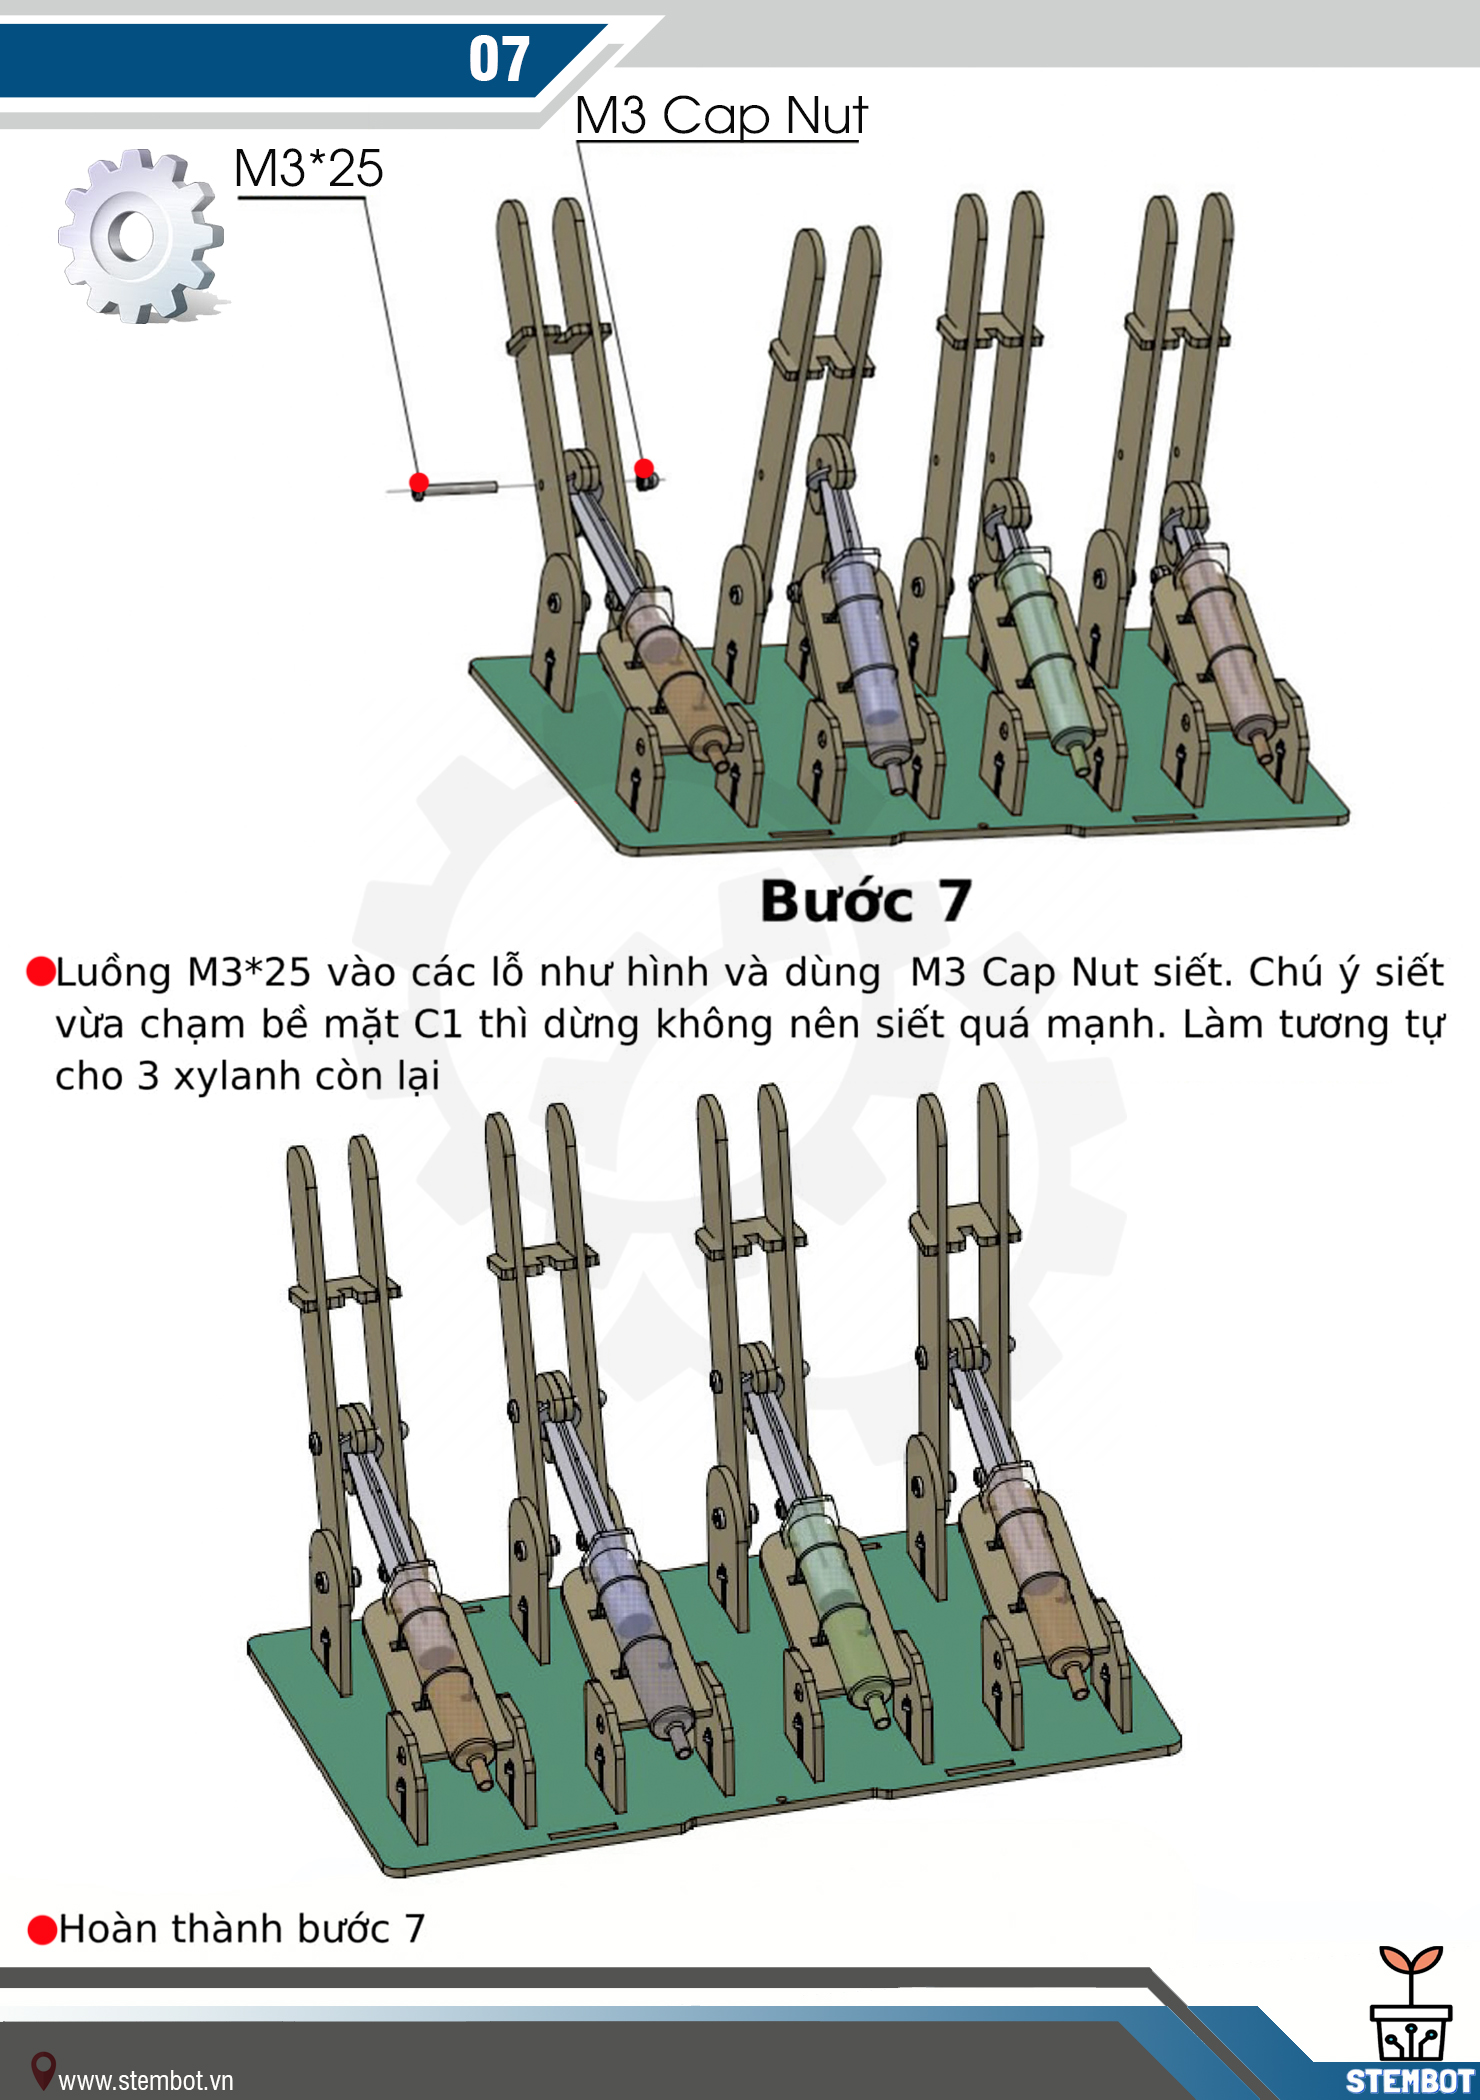 07
M3 Cap Nut
M3*25
Bước 7
Luồng M3*25 vào các lỗ như hình và dùng M3 Cap Nut siết. Chú ý siết
vừa chạm bề mặt C1 thì dừng không nên siết quá mạnh. Làm tương tự
cho 3 xylanh còn lại
Hoàn thành bước 7
www.stembot.vn
STEMBOT